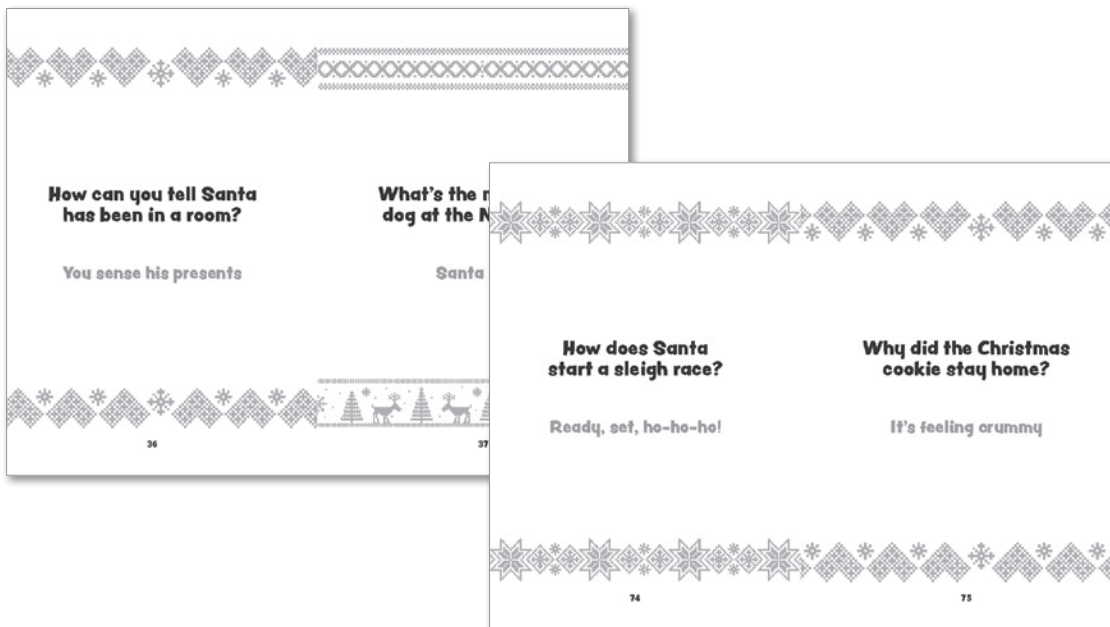 How can you tell Santa
has been in a room?
You sense his presents
36
What's the
dog at the
Santa
37
How does Santa
start a sleigh race?
Ready, set, ho-ho-ho!
74
Why did the Christmas
cookie stay home?
It's feeling crummy
75